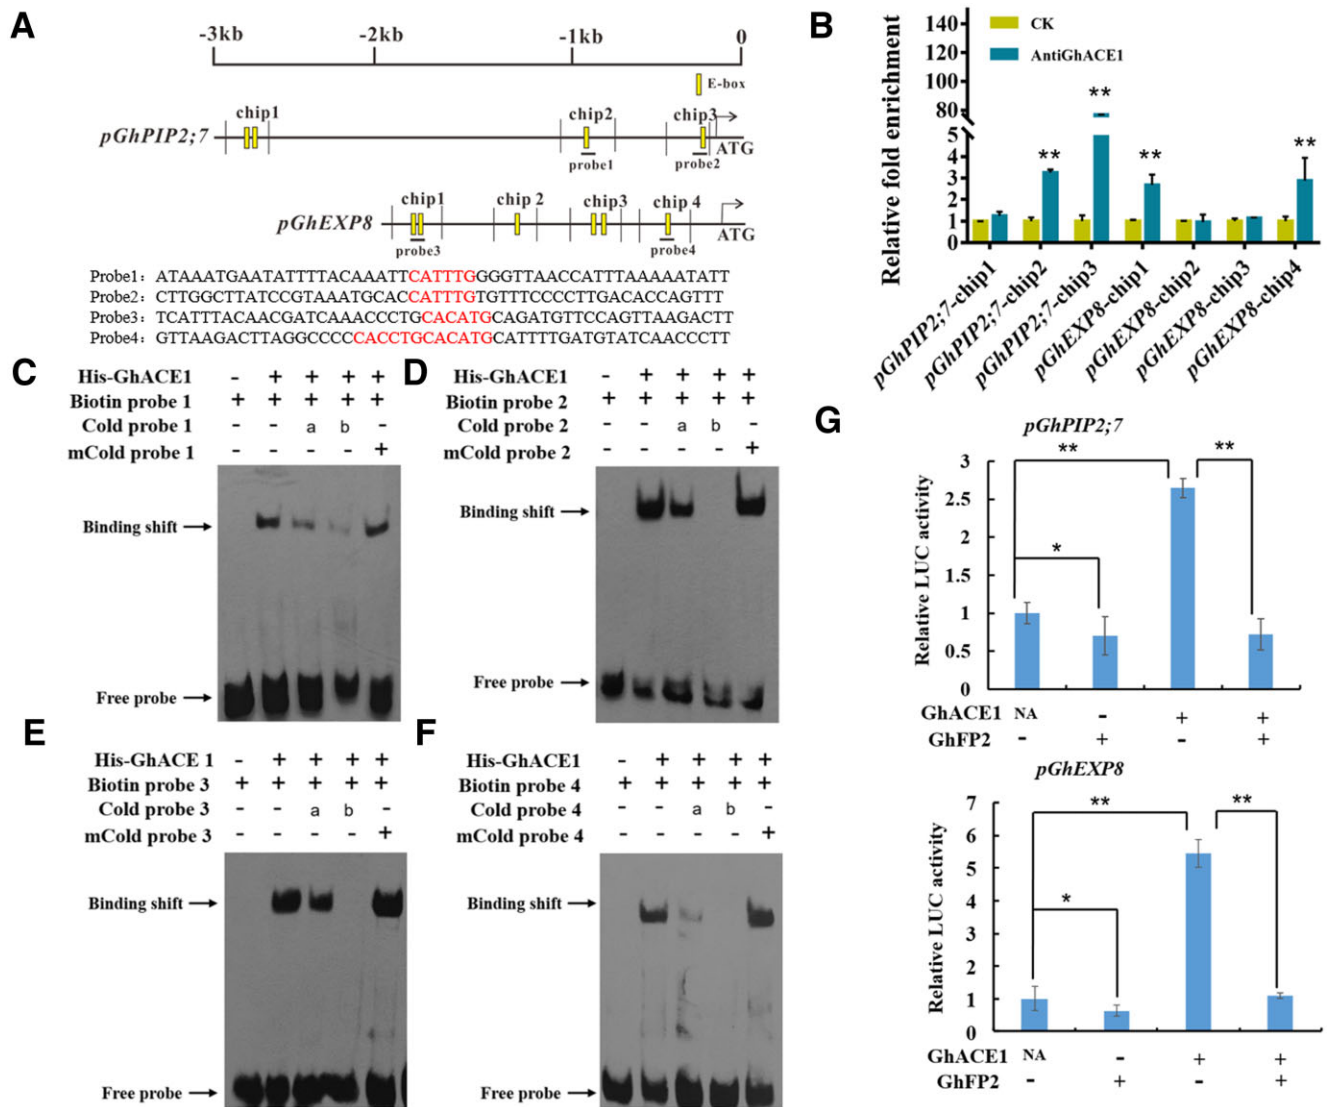 A
-3kb -2kb -1kb 0
E-box
pGhPIP2;7 chip1 chip2 chip3
probe1 probe2 ATG
pGhEXP8 chip1 chip 2 chip3 chip 4
probe3 probe4 ATG
Probe1: ATAAATGAATATTTTACAAATTCATTTGGGGTTAACCATTTAAAAATATT
Probe2: CTTGGCTTATCCGTAAATGCACCATTTGTGTTTCCCCTTGACACCAGTTT
Probe3: TCATTTACAACGATCAAACCCTGCACATGCAGATGTTCCAGTTAAGACTT
Probe4: GTTAAGACTTAGGCCCCCACCTGCACATGCATTTTGATGTATCAACCCTT
B
Relative fold enrichment
CK
AntiGhACE1
140
120
100
80
5
4
3
2
1
0
** ** ** **
pGhPIP2;7-chip1
pGhPIP2;7-chip2
pGhPIP2;7-chip3
pGhEXP8-chip1
pGhEXP8-chip2
pGhEXP8-chip3
pGhEXP8-chip4
C
His-GhACE1 - + + + +
Biotin probe 1 + + + + +
Cold probe 1 - - a b -
mCold probe 1 - - - - +
Binding shift
Free probe
D
His-GhACE1 - + + + +
Biotin probe 2 + + + + +
Cold probe 2 - - a b -
mCold probe 2 - - - - +
Binding shift
Free probe
E
His-GhACE 1 - + + + +
Biotin probe 3 + + + + +
Cold probe 3 - - a b -
mCold probe 3 - - - - +
Binding shift
Free probe
F
His-GhACE1 - + + + +
Biotin probe 4 + + + + +
Cold probe 4 - - a b -
mCold probe 4 - - - - +
Binding shift
Free probe
G
pGhPIP2;7
Relative LUC activity
3
2.5
2
1.5
1
0.5
0
** **
*
GhACE1 NA - + +
GhFP2 - + - +
pGhEXP8
Relative LUC activity
7
6
5
4
3
2
1
0
** **
*
GhACE1 NA - + +
GhFP2 - + - +